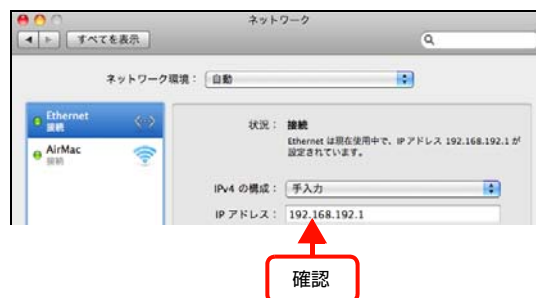 ネットワーク
すべてを表示
ネットワーク環境： 自動
Ethernet
接続
AirMac
接続
状況： 接続
Ethernet は現在使用中で、IP アドレス 192.168.192.1 が
設定されています。
IPv4 の構成： 手入力
IP アドレス： 192.168.192.1
確認